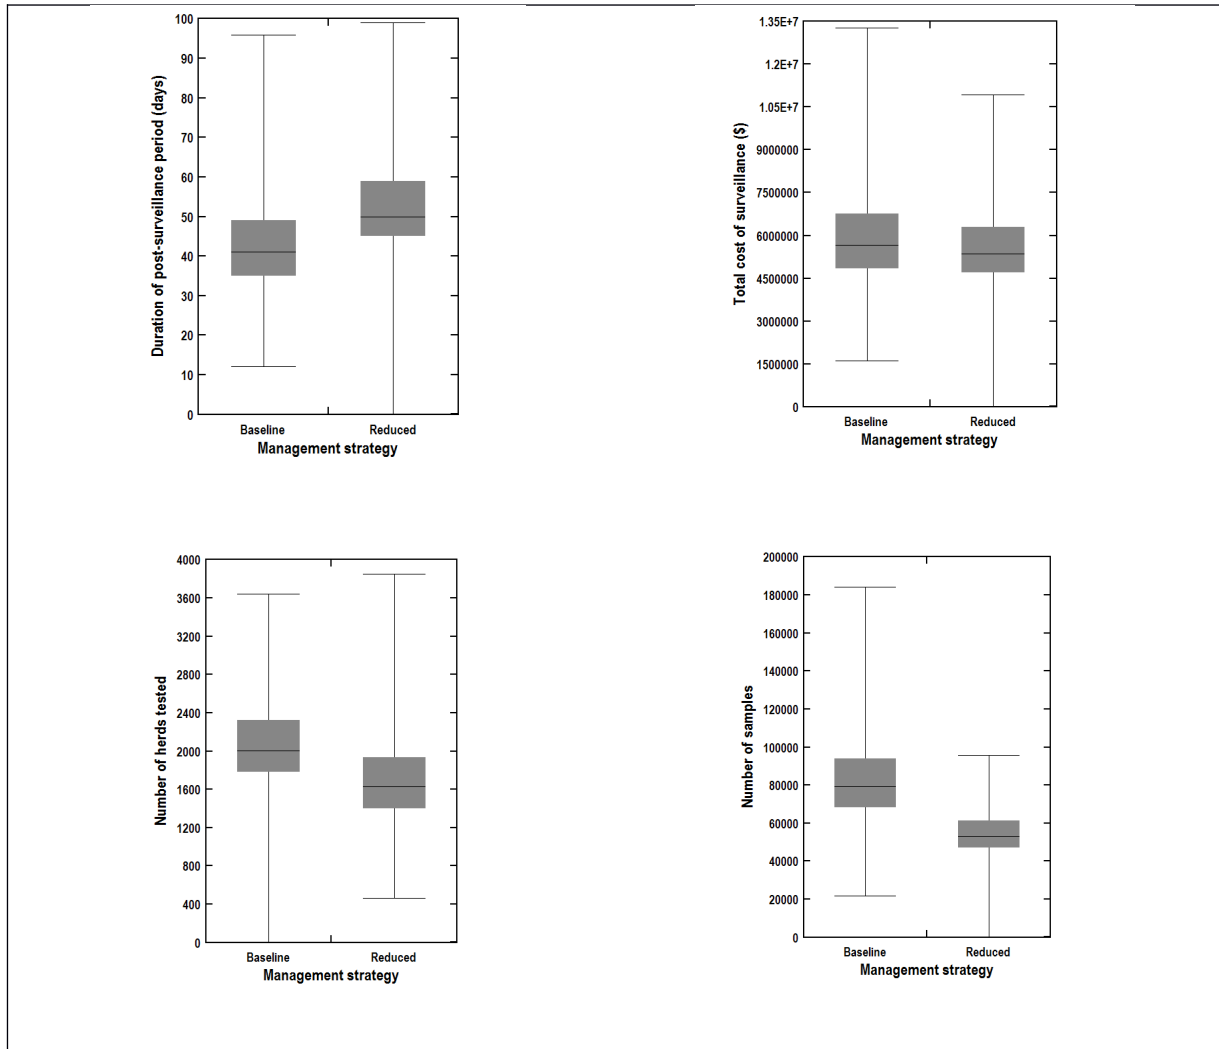 100
90
80
70
60
50
40
30
20
10
0
Duration of post-surveillance period (days)
Baseline Reduced
Management strategy
1.35E+7
1.2E+7
1.05E+7
9000000
7500000
6000000
4500000
3000000
1500000
0
Total cost of surveillance ($)
Baseline Reduced
Management strategy
4000
3600
3200
2800
2400
2000
1600
1200
800
400
0
Number of herds tested
Baseline Reduced
Management strategy
200000
180000
160000
140000
120000
100000
80000
60000
40000
20000
0
Number of samples
Baseline Reduced
Management strategy